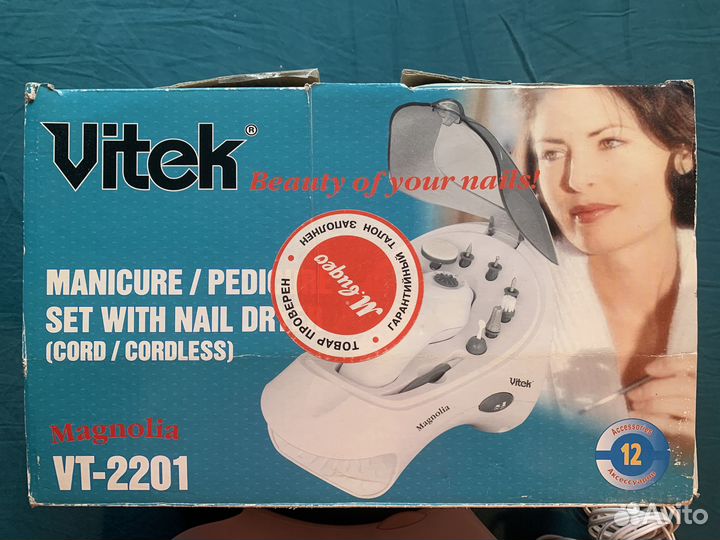 Vitek®
Beauty of your nails!
MANICURE / PEDIC
SET WITH NAIL DR
(CORD / CORDLESS)
Magnolia
VT-2201
ТОВАР ПРОВЕРЕН • ГАРАНТИЙНЫЙ ТАЛОН ЗАПОЛНЕН
М.видео
Magnolia
Vitek
Accessories
12
Аксессуаров
Avito